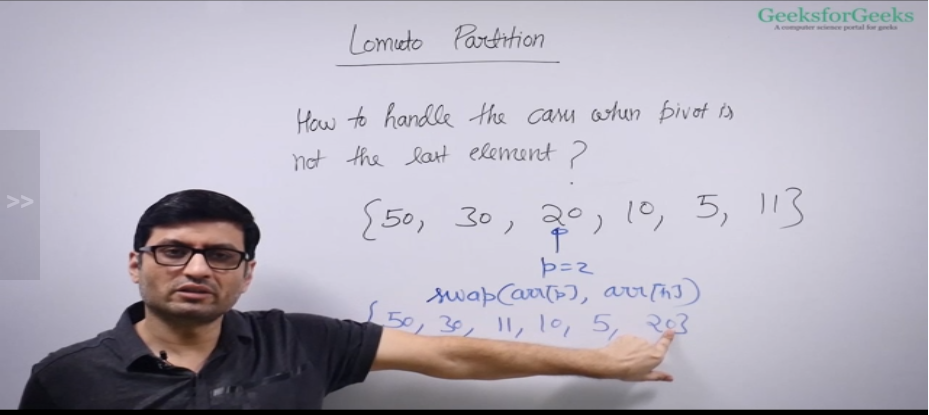 GeeksforGeeks
A computer science portal for geeks
Lomuto Partition
How to handle the cases when pivot is
not the last element ?
{50, 30, 20, 10, 5, 11}
p=2
swap(arr[p], arr[h])
{50, 30, 11, 10, 5, 20}
>>